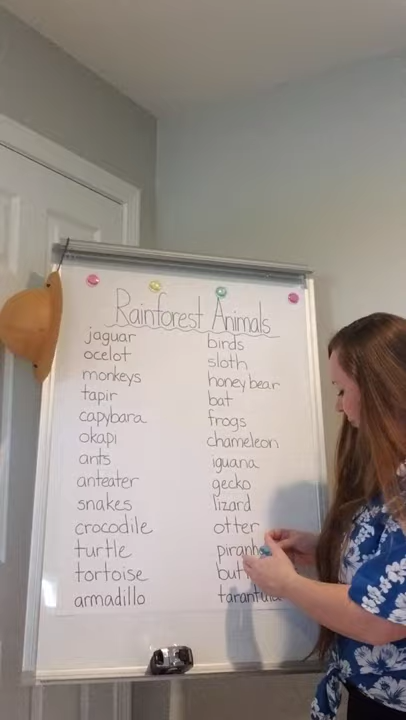 Rainforest Animals
jaguar
ocelot
monkeys
tapir
capybara
okapi
ants
anteater
snakes
crocodile
turtle
tortoise
armadillo
birds
sloth
honey bear
bat
frogs
chameleon
iguana
gecko
lizard
otter